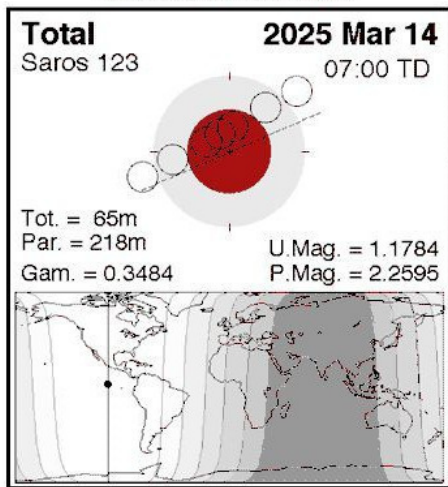 Total 2025 Mar 14
Saros 123 07:00 TD
Tot. = 65m
Par. = 218m
U.Mag. = 1.1784
Gam. = 0.3484 P.Mag. = 2.2595